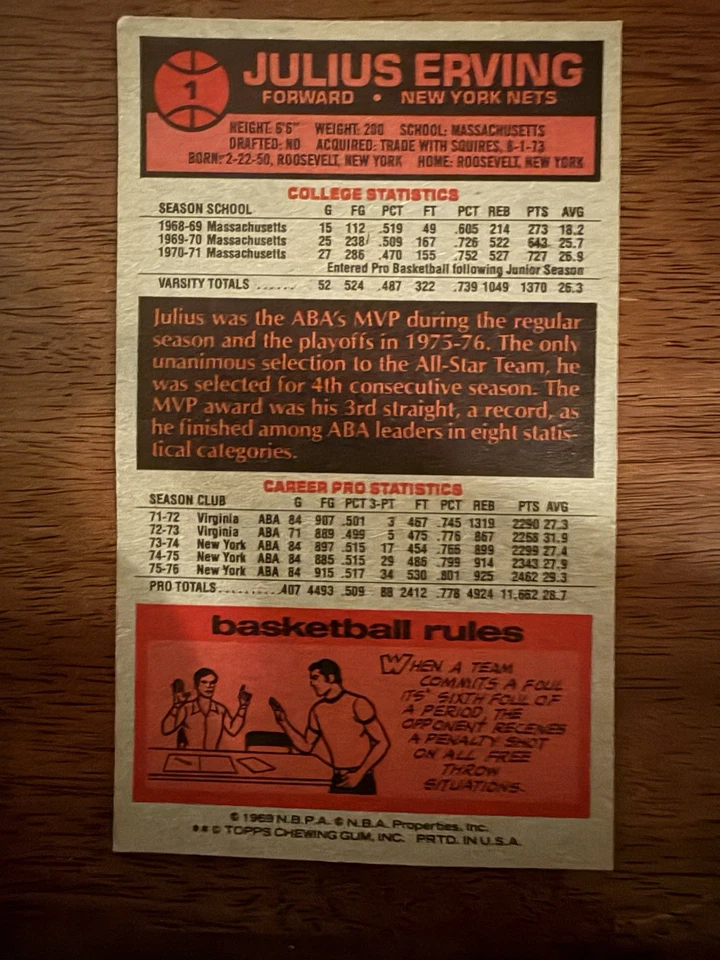 1
JULIUS ERVING
FORWARD • NEW YORK NETS
HEIGHT: 6'6" WEIGHT: 200 SCHOOL: MASSACHUSETTS
DRAFTED: NO ACQUIRED: TRADE WITH SQUIRES, 8-1-73
BORN: 2-22-50, ROOSEVELT, NEW YORK HOME: ROOSEVELT, NEW YORK
COLLEGE STATISTICS
SEASON SCHOOL G FG PCT FT PCT REB PTS AVG
1968-69 Massachusetts 15 112 .519 49 .605 214 273 18.2
1969-70 Massachusetts 25 238 .509 167 .726 522 643 25.7
1970-71 Massachusetts 27 286 .470 155 .752 527 727 26.9
Entered Pro Basketball following Junior Season
VARSITY TOTALS ...... 52 524 .487 322 .739 1049 1370 26.3
Julius was the ABA's MVP during the regular
season and the playoffs in 1975-76. The only
unanimous selection to the All-Star Team, he
was selected for 4th consecutive season. The
MVP award was his 3rd straight, a record, as
he finished among ABA leaders in eight statis-
tical categories.
CAREER PRO STATISTICS
SEASON CLUB G FG PCT 3-PT FT PCT REB PTS AVG
71-72 Virginia ABA 84 907 .501 3 467 .745 1319 2290 27.3
72-73 Virginia ABA 71 889 .499 5 475 .776 867 2268 31.9
73-74 New York ABA 84 897 .515 17 454 .766 899 2299 27.4
74-75 New York ABA 84 885 .515 29 486 .799 914 2343 27.9
75-76 New York ABA 84 915 .517 34 530 .801 925 2462 29.3
PRO TOTALS.......... 407 4493 .509 88 2412 .778 4924 11,662 28.7
basketball rules
WHEN A TEAM
COMMITS A FOUL
ITS' SIXTH FOUL OF
A PERIOD, THE
OPPONENT RECEIVES
A PENALTY SHOT
ON ALL FREE
THROW
SITUATIONS.
© 1969 N.B.P.A. © N.B.A. Properties, Inc.
** © TOPPS CHEWING GUM, INC. PRTD. IN U.S.A.